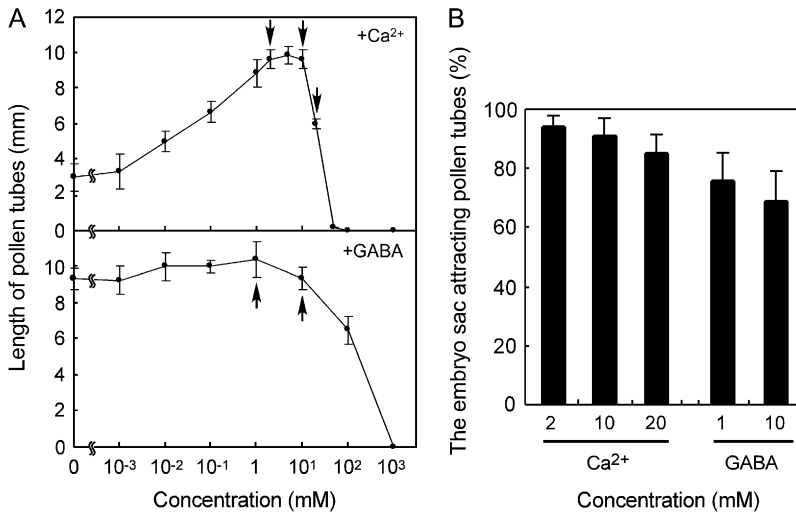 A
+Ca²⁺
12
10
8
6
4
2
0
Length of pollen tubes (mm)
+GABA
10
8
6
4
2
0
0 10⁻³ 10⁻² 10⁻¹ 1 10¹ 10² 10³
Concentration (mM)
B
The embryo sac attracting pollen tubes (%)
100
80
60
40
20
0
2 10 20 1 10
Ca²⁺ GABA
Concentration (mM)